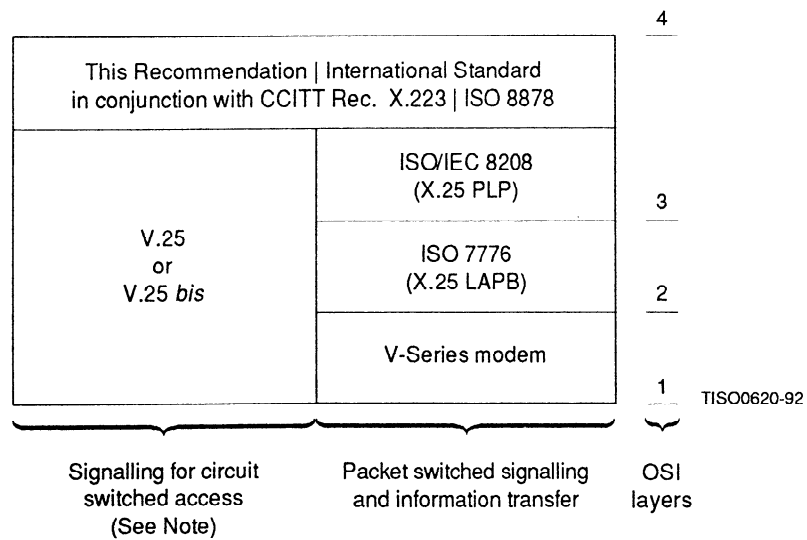 4
This Recommendation | International Standard
in conjunction with CCITT Rec. X.223 | ISO 8878
ISO/IEC 8208
(X.25 PLP)
3
V.25
or
V.25 bis
ISO 7776
(X.25 LAPB)
2
V-Series modem
1
TISO0620-92
Signalling for circuit
switched access
(See Note)
Packet switched signalling
and information transfer
OSI
layers